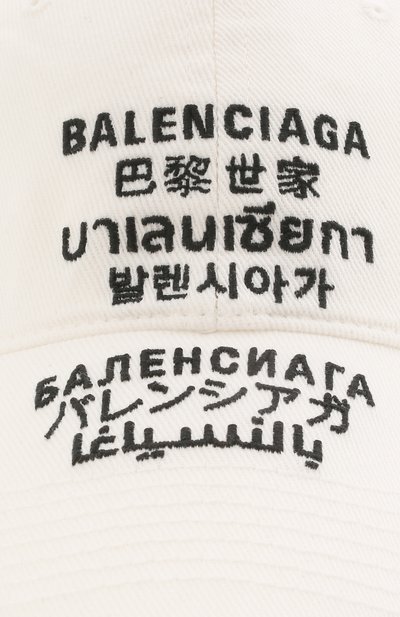 BALENCIAGA
巴黎世家
บาเลนเซียกา
발렌시아가
БАЛЕНСИАГА
バレンシアガ
بالنسياغا